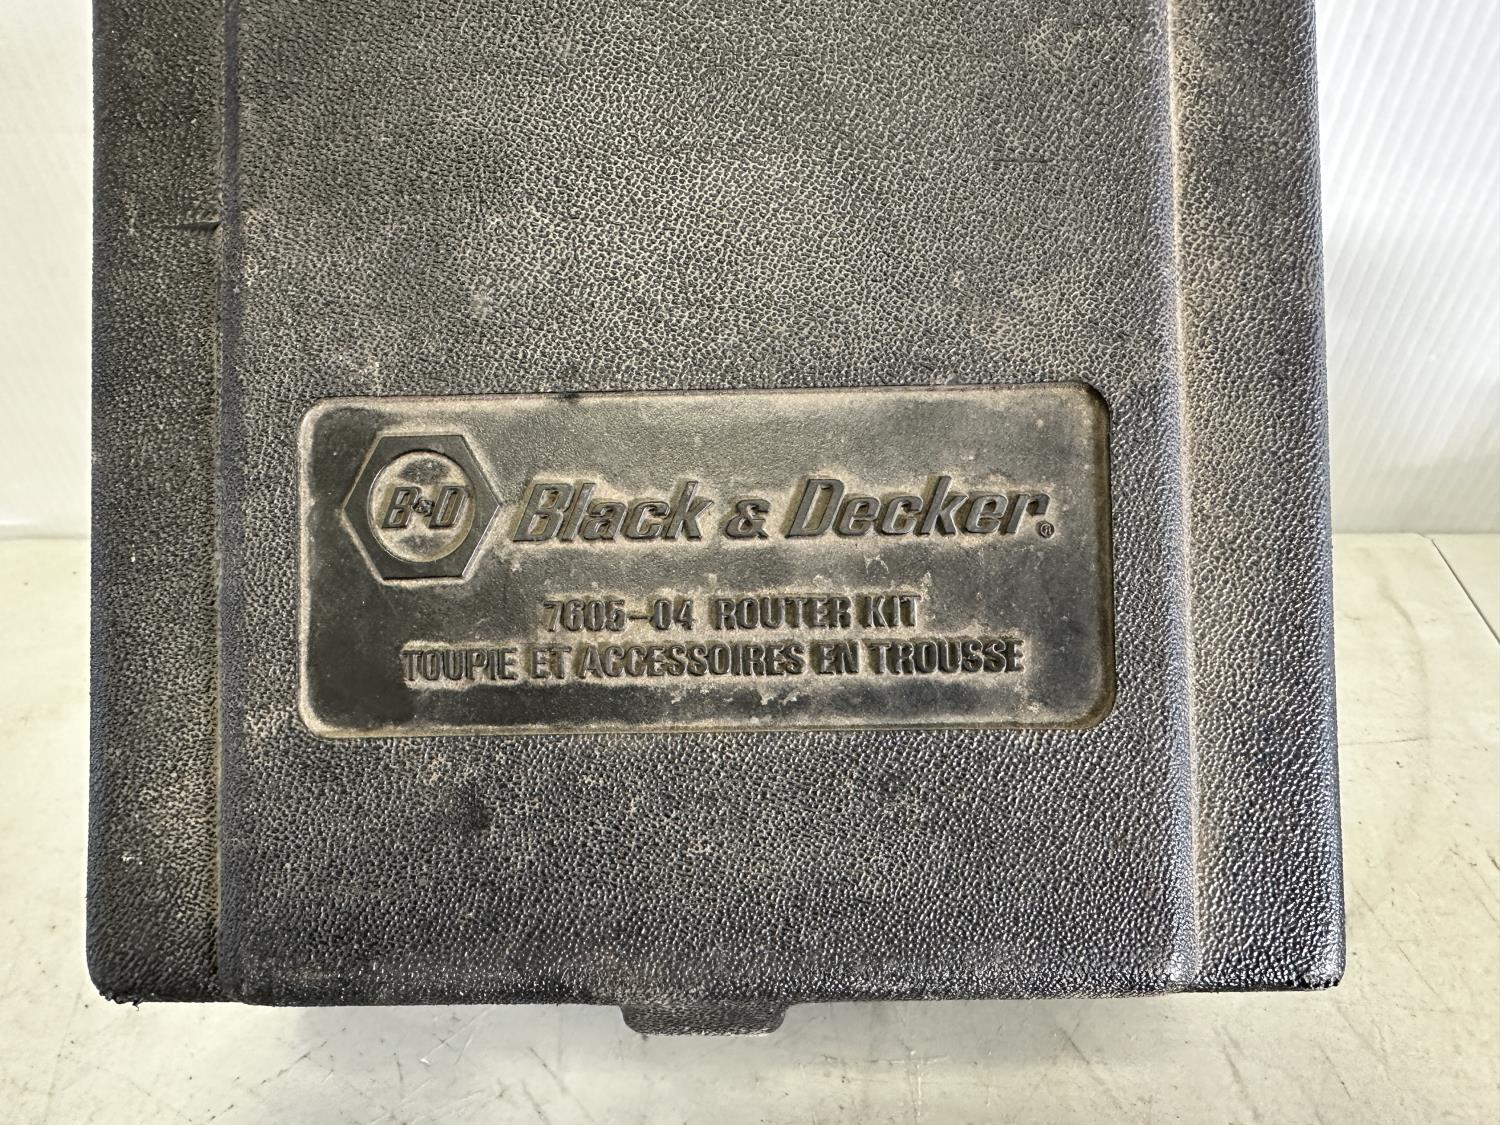 B&D Black & Decker®
7605-04 ROUTER KIT
TOUPIE ET ACCESSOIRES EN TROUSSE